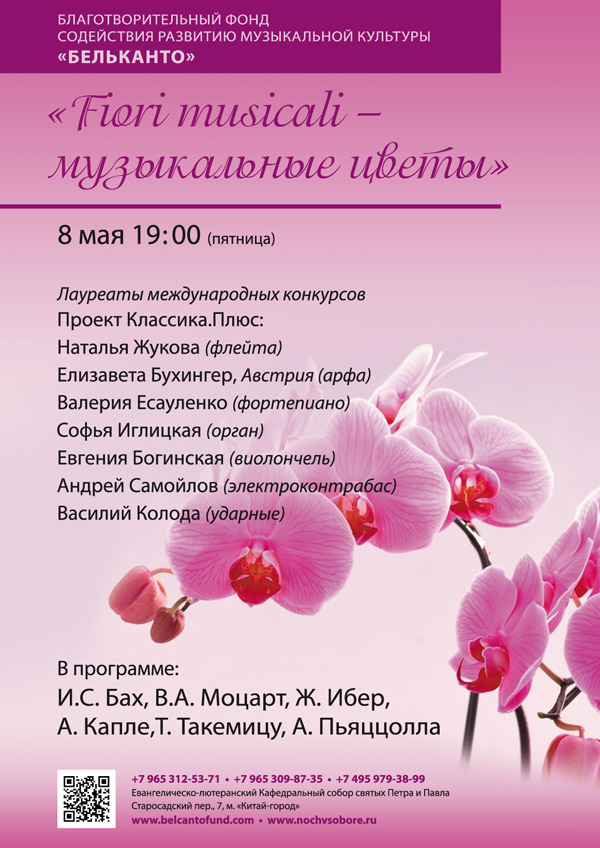 БЛАГОТВОРИТЕЛЬНЫЙ ФОНД
СОДЕЙСТВИЯ РАЗВИТИЮ МУЗЫКАЛЬНОЙ КУЛЬТУРЫ
«БЕЛЬКАНТО»
«Fiori musicali –
музыкальные цветы»
8 мая 19:00 (пятница)
Лауреаты международных конкурсов
Проект Классика.Плюс:
Наталья Жукова (флейта)
Елизавета Бухингер, Австрия (арфа)
Валерия Есауленко (фортепиано)
Софья Иглицкая (орган)
Евгения Богинская (виолончель)
Андрей Самойлов (электроконтрабас)
Василий Колода (ударные)
В программе:
И.С. Бах, В.А. Моцарт, Ж. Ибер,
А. Капле,Т. Такемицу, А. Пьяццолла
+7 965 312-53-71 • +7 965 309-87-35 • +7 495 979-38-99
Евангелическо-лютеранский Кафедральный собор святых Петра и Павла
Старосадский пер., 7, м. «Китай-город»
www.belcantofund.com • www.nochvsobore.ru